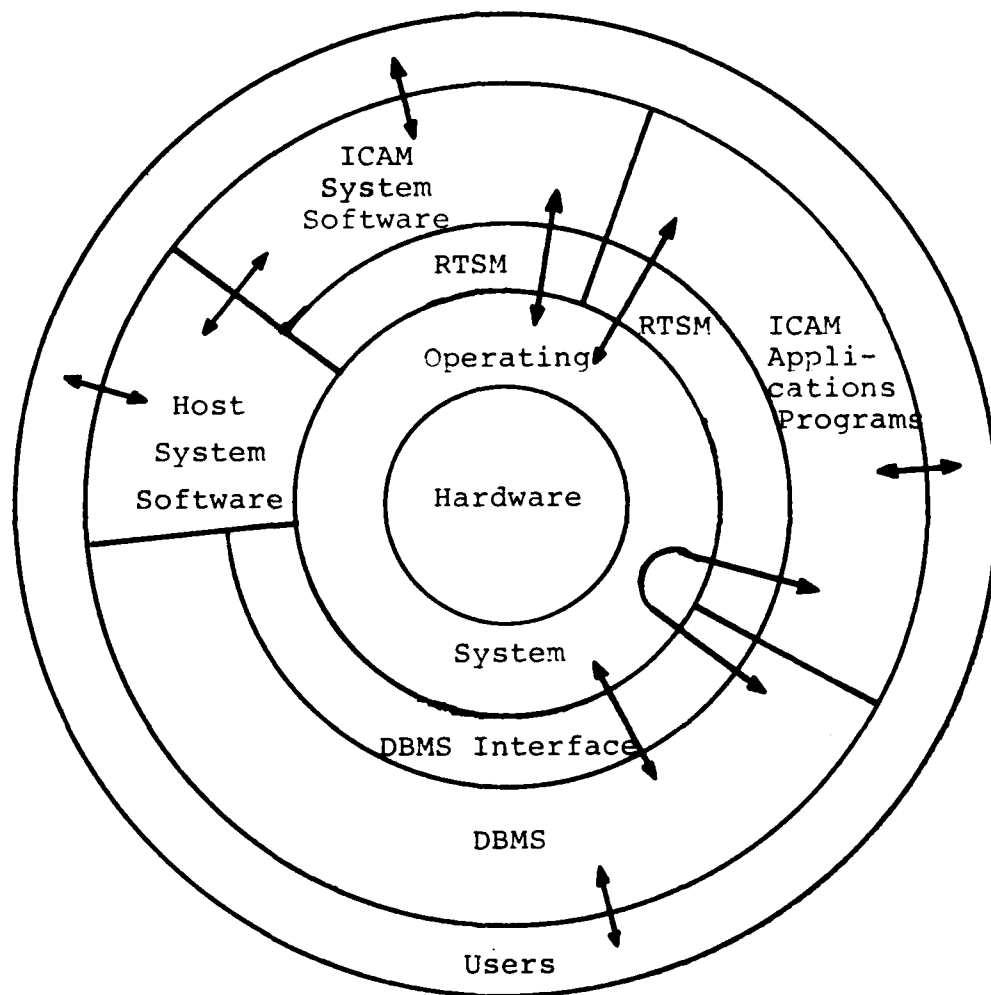 ICAM
System
Software
RTSM
RTSM
ICAM
Appli-
cations
Programs
Operating
Host
System
Software
Hardware
System
DBMS Interface
DBMS
Users